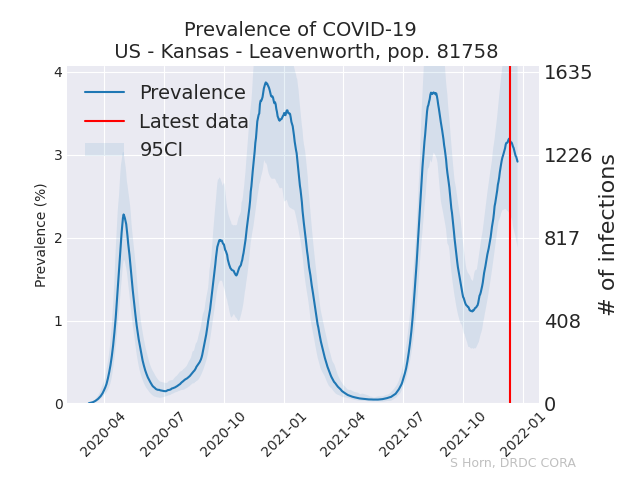 Prevalence of COVID-19
US - Kansas - Leavenworth, pop. 81758
Prevalence
Latest data
95CI
Prevalence (%)
4
3
2
1
0
1635
1226
817
408
0
# of infections
2020-04
2020-07
2020-10
2021-01
2021-04
2021-07
2021-10
2022-01
S Horn, DRDC CORA